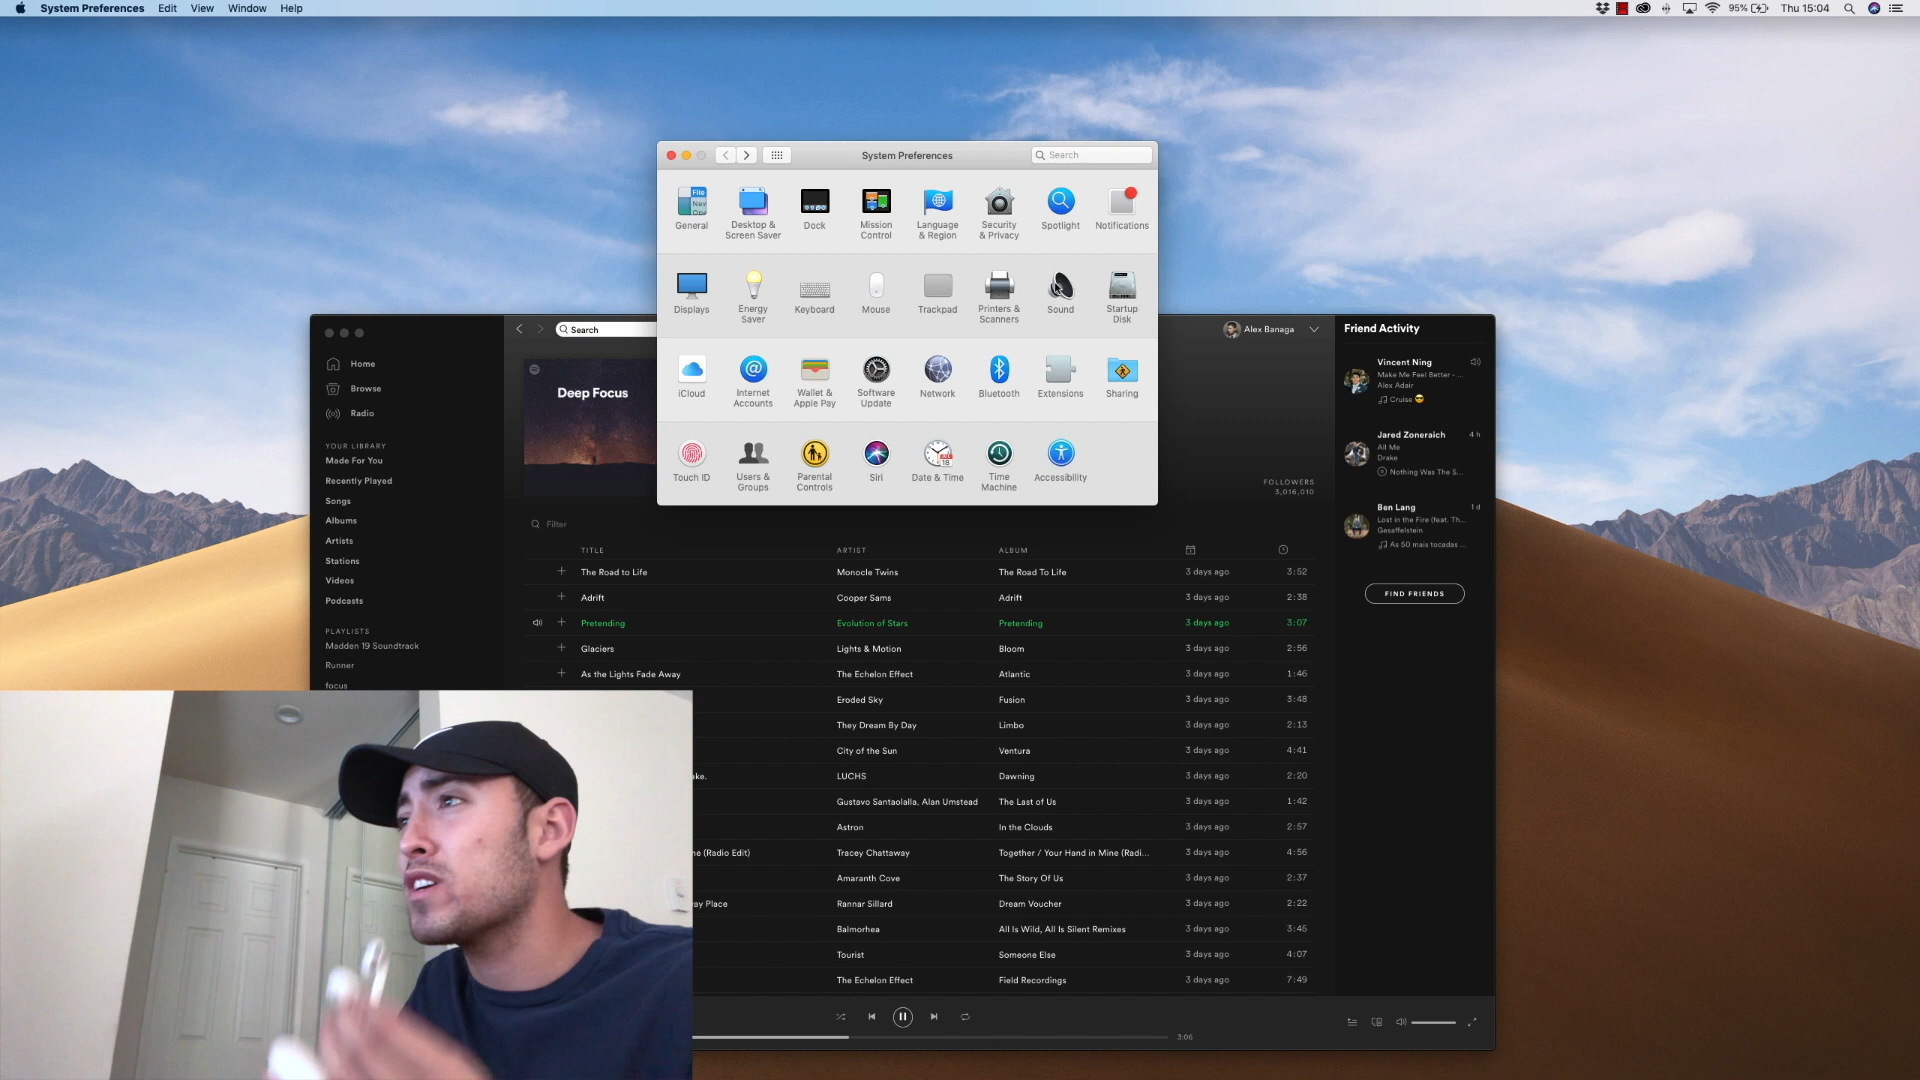 System Preferences Edit View Window Help
95% Thu 15:04
System Preferences
Search
File
New
General
Desktop &
Screen Saver
Dock
Mission
Control
Language
& Region
Security
& Privacy
Spotlight
Notifications
Displays
Energy
Saver
Keyboard
Mouse
Trackpad
Printers &
Scanners
Sound
Startup
Disk
iCloud
Internet
Accounts
Wallet &
Apple Pay
Software
Update
Network
Bluetooth
Extensions
Sharing
Touch ID
Users &
Groups
Parental
Controls
Siri
18
Date & Time
Time
Machine
Accessibility
Home
Browse
Radio
YOUR LIBRARY
Made For You
Recently Played
Songs
Albums
Artists
Stations
Videos
Podcasts
PLAYLISTS
Madden 19 Soundtrack
Runner
focus
Search
Deep Focus
Alex Banaga
FOLLOWERS
3,016,010
Filter
TITLE ARTIST ALBUM
The Road to Life Monocle Twins The Road To Life 3 days ago 3:52
Adrift Cooper Sams Adrift 3 days ago 2:38
Pretending Evolution of Stars Pretending 3 days ago 3:07
Glaciers Lights & Motion Bloom 3 days ago 2:56
As the Lights Fade Away The Echelon Effect Atlantic 3 days ago 1:46
Eroded Sky Fusion 3 days ago 3:48
They Dream By Day Limbo 3 days ago 2:13
City of the Sun Ventura 3 days ago 4:41
ke. LUCHS Dawning 3 days ago 2:20
Gustavo Santaolalla, Alan Umstead The Last of Us 3 days ago 1:42
Astron In the Clouds 3 days ago 2:57
e (Radio Edit) Tracey Chattaway Together / Your Hand in Mine (Radi... 3 days ago 4:56
Amaranth Cove The Story Of Us 3 days ago 2:37
ay Place Rannar Sillard Dream Voucher 3 days ago 2:22
Balmorhea All Is Wild, All Is Silent Remixes 3 days ago 3:45
Tourist Someone Else 3 days ago 4:07
The Echelon Effect Field Recordings 3 days ago 7:49
3:06
Friend Activity
Vincent Ning
Make Me Feel Better - ...
Alex Adair
Cruise 😎
Jared Zoneraich 4 h
All Me
Drake
Nothing Was The S...
Ben Lang 1 d
Lost in the Fire (feat. Th...
Gesaffelstein
As 50 mais tocadas ...
FIND FRIENDS